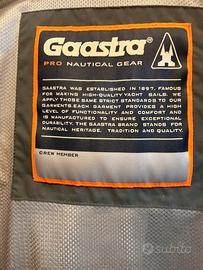 Gaastra
PRO NAUTICAL GEAR
GAASTRA WAS ESTABLISHED IN 1897, FAMOUS
FOR MAKING HIGH-QUALITY YACHT SAILS. WE
APPLY THOSE SAME STRICT STANDARDS TO OUR
GARMENTS. EACH GARMENT PROVIDES A HIGH
LEVEL OF FUNCTIONALITY AND COMFORT AND
IS MANUFACTURED TO ENSURE EXCEPTIONAL
DURABILITY. THE GAASTRA BRAND STANDS FOR
NAUTICAL HERITAGE, TRADITION AND QUALITY.
CREW MEMBER
subito